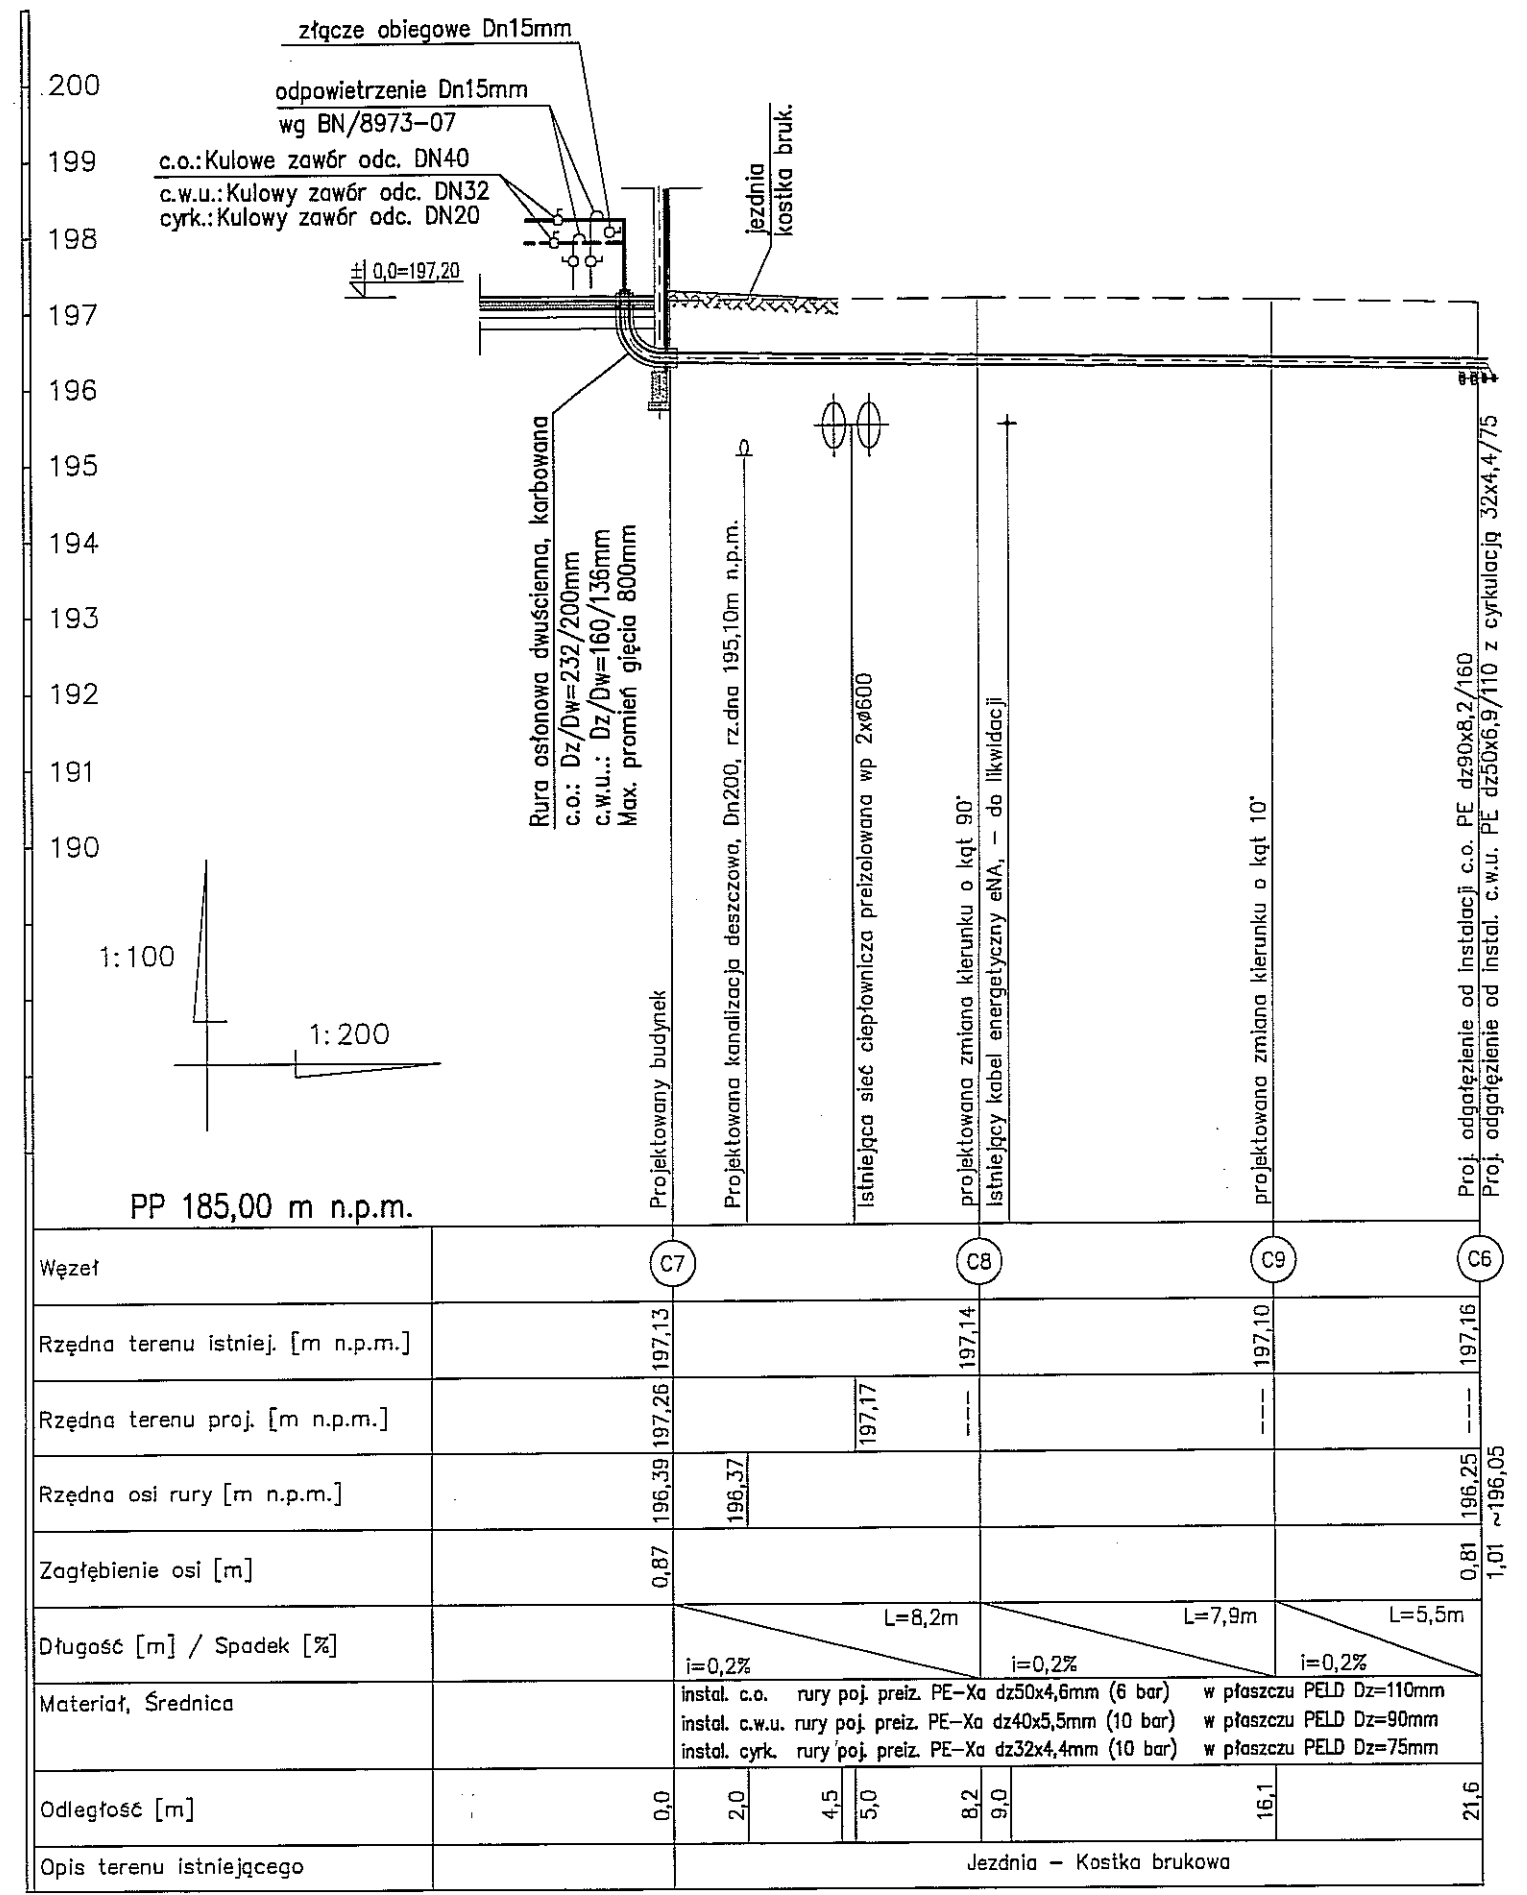 złącze obiegowe Dn15mm
odpowietrzenie Dn15mm
wg BN/8973-07
c.o.:Kulowe zawór odc. DN40
c.w.u.:Kulowy zawór odc. DN32
cyrk.:Kulowy zawór odc. DN20
jezdnia
kostka bruk.
± 0,0=197,20
200
199
198
197
196
195
194
193
192
191
190
Rura osłonowa dwuścienna, karbowana
c.o.: Dz/Dw=232/200mm
c.w.u..: Dz/Dw=160/136mm
Max. promień gięcia 800mm
Projektowany budynek
Projektowana kanalizacja deszczowa, Dn200, rz.dna 195,10m n.p.m.
Istniejąca sieć ciepłownicza preizolowana wp 2xø600
projektowana zmiana kierunku o kąt 90°
Istniejący kabel energetyczny eNA, – do likwidacji
projektowana zmiana kierunku o kąt 10°
Proj. odgałęzienie od instalacji c.o. PE dz90x8,2/160
Proj. odgałęzienie od instal. c.w.u. PE dz50x6,9/110 z cyrkulacją 32x4,4/75
1:100
1:200
PP 185,00 m n.p.m.
Węzeł C7 C8 C9 C6
Rzędna terenu istniej. [m n.p.m.] 197,13 197,14 197,10 197,16
Rzędna terenu proj. [m n.p.m.] 197,26 197,17 --- --- ---
Rzędna osi rury [m n.p.m.] 196,39 196,37 196,25 ~196,05
Zagłębienie osi [m] 0,87 0,81 1,01
Długość [m] / Spadek [%] L=8,2m L=7,9m L=5,5m
i=0,2% i=0,2% i=0,2%
Materiał, Średnica
instal. c.o. rury poj. preiz. PE-Xa dz50x4,6mm (6 bar) w płaszczu PELD Dz=110mm
instal. c.w.u. rury poj. preiz. PE-Xa dz40x5,5mm (10 bar) w płaszczu PELD Dz=90mm
instal. cyrk. rury poj. preiz. PE-Xa dz32x4,4mm (10 bar) w płaszczu PELD Dz=75mm
Odległość [m] 0,0 2,0 4,5 5,0 8,2 9,0 16,1 21,6
Opis terenu istniejącego Jezdnia – Kostka brukowa